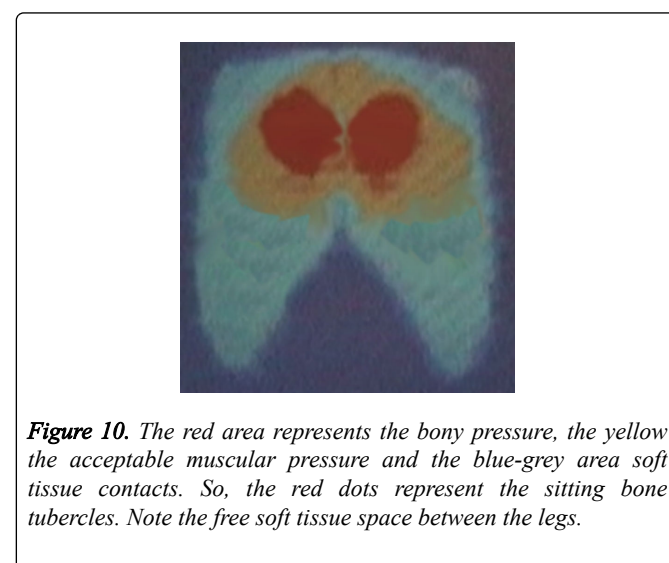 Figure 10. The red area represents the bony pressure, the yellow
the acceptable muscular pressure and the blue-grey area soft
tissue contacts. So, the red dots represent the sitting bone
tubercles. Note the free soft tissue space between the legs.